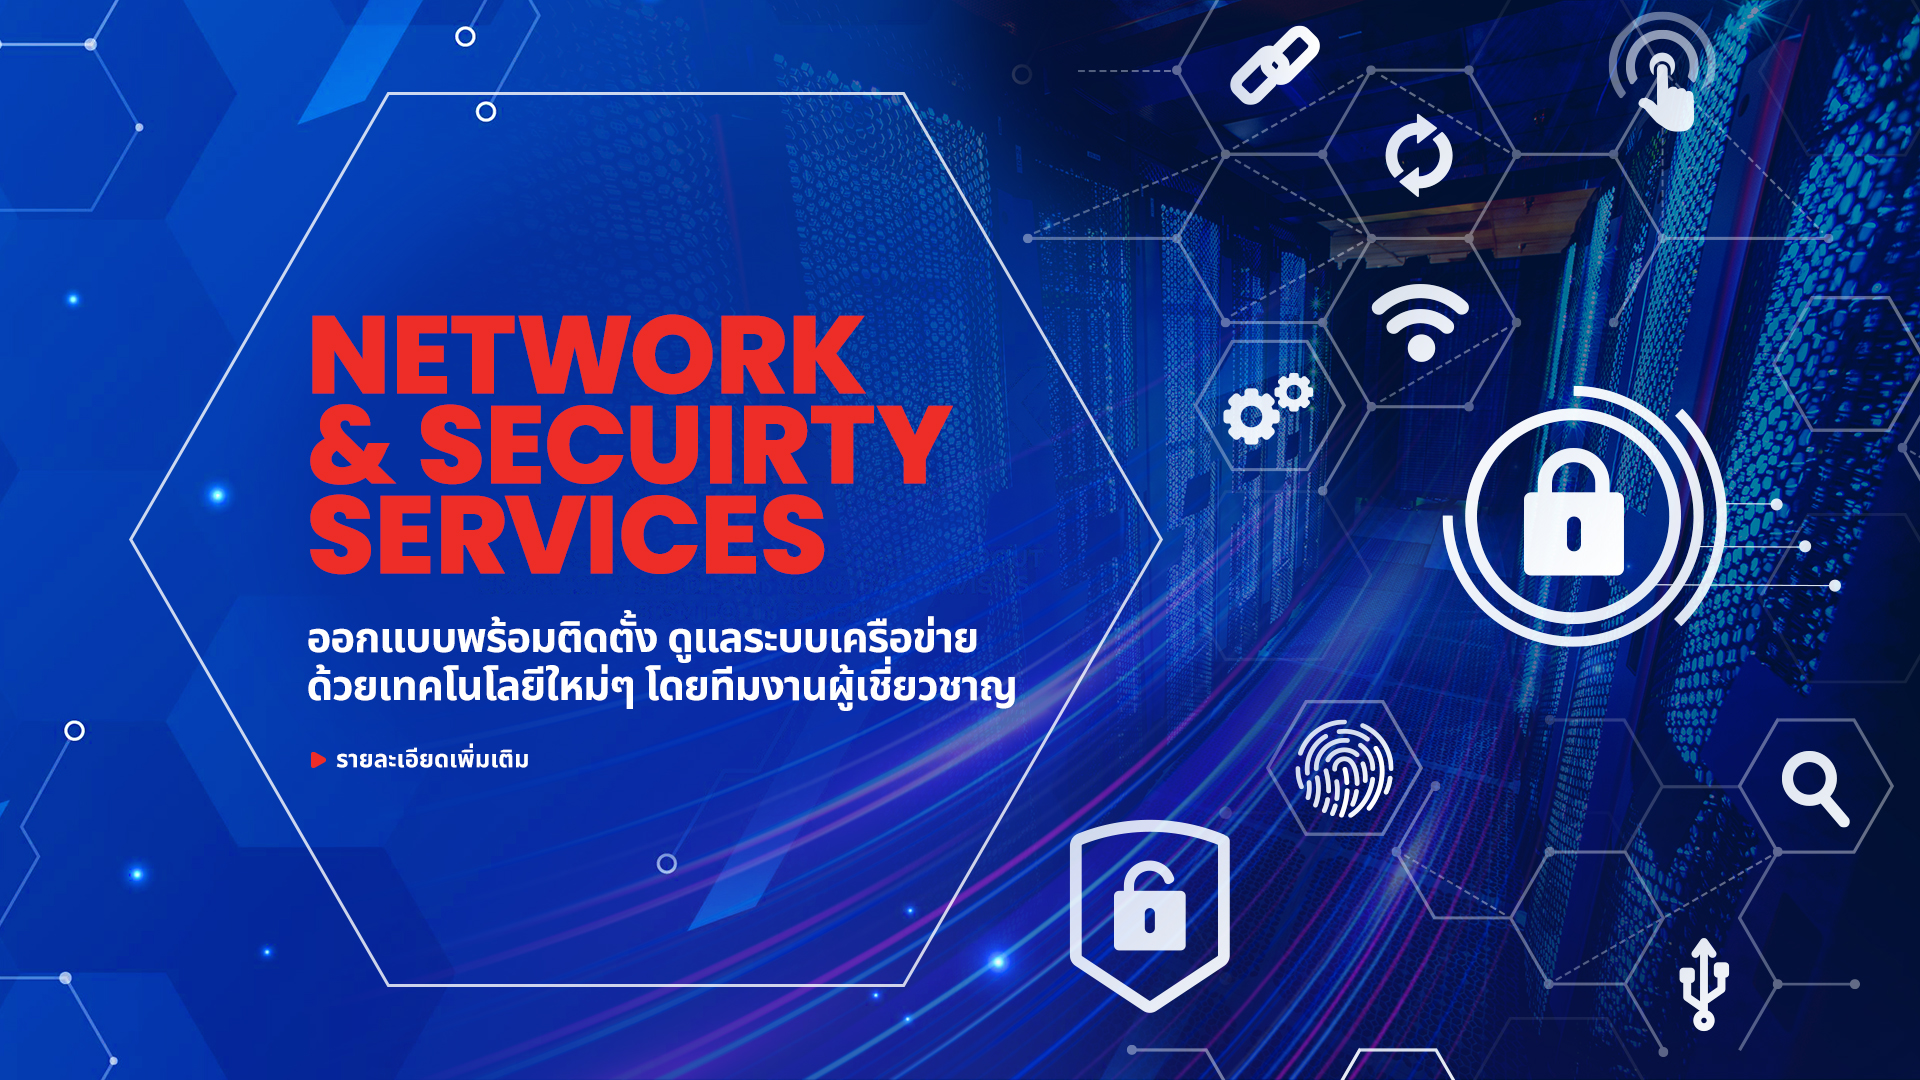 NETWORK
& SECUIRTY
SERVICES
ออกแบบพร้อมติดตั้ง ดูแลระบบเครือข่าย
ด้วยเทคโนโลยีใหม่ๆ โดยทีมงานผู้เชี่ยวชาญ
รายละเอียดเพิ่มเติม